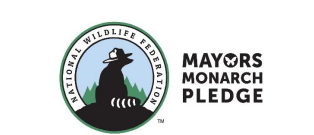 NATIONAL WILDLIFE FEDERATION
TM
MAYORS
MONARCH
PLEDGE